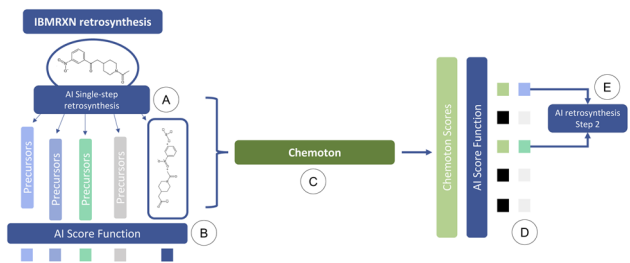 IBMRXN retrosynthesis
AI Single-step
retrosynthesis
A
Precursors
Precursors
Precursors
Precursors
AI Score Function
B
Chemoton
C
Chemoton Scores
AI Score Function
D
E
AI retrosynthesis
Step 2